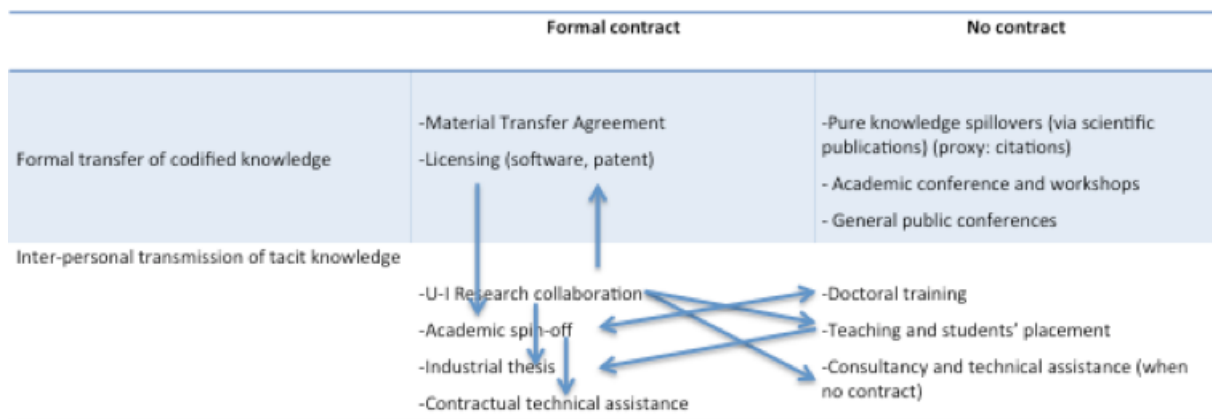 Formal contract
No contract
Formal transfer of codified knowledge
-Material Transfer Agreement
-Licensing (software, patent)
-Pure knowledge spillovers (via scientific
publications) (proxy: citations)
- Academic conference and workshops
- General public conferences
Inter-personal transmission of tacit knowledge
-U-I Research collaboration
-Academic spin-off
-Industrial thesis
-Contractual technical assistance
-Doctoral training
-Teaching and students’ placement
-Consultancy and technical assistance (when
no contract)